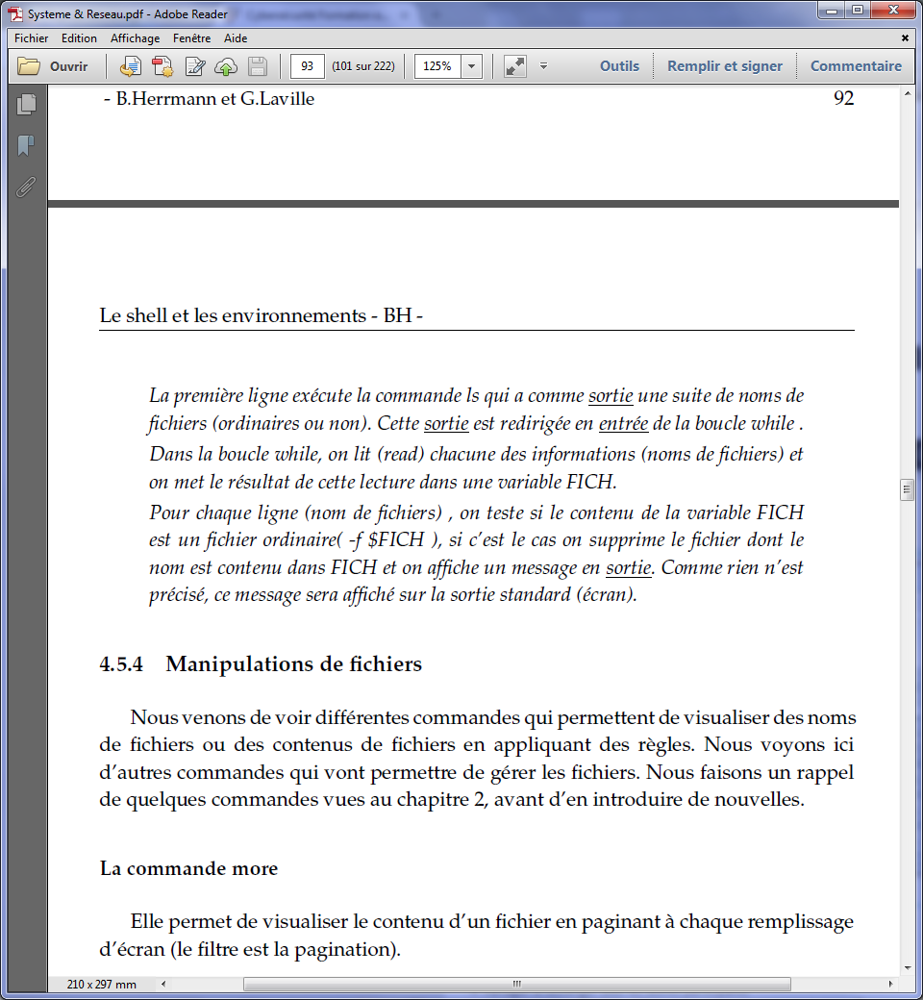 Systeme & Reseau.pdf - Adobe Reader
Fichier Edition Affichage Fenêtre Aide
Ouvrir 93 (101 sur 222) 125% Outils Remplir et signer Commentaire
- B.Herrmann et G.Laville 92
Le shell et les environnements - BH -
La première ligne exécute la commande ls qui a comme sortie une suite de noms de
fichiers (ordinaires ou non). Cette sortie est redirigée en entrée de la boucle while .
Dans la boucle while, on lit (read) chacune des informations (noms de fichiers) et
on met le résultat de cette lecture dans une variable FICH.
Pour chaque ligne (nom de fichiers) , on teste si le contenu de la variable FICH
est un fichier ordinaire( -f $FICH ), si c'est le cas on supprime le fichier dont le
nom est contenu dans FICH et on affiche un message en sortie. Comme rien n'est
précisé, ce message sera affiché sur la sortie standard (écran).
4.5.4 Manipulations de fichiers
Nous venons de voir différentes commandes qui permettent de visualiser des noms
de fichiers ou des contenus de fichiers en appliquant des règles. Nous voyons ici
d'autres commandes qui vont permettre de gérer les fichiers. Nous faisons un rappel
de quelques commandes vues au chapitre 2, avant d'en introduire de nouvelles.
La commande more
Elle permet de visualiser le contenu d'un fichier en paginant à chaque remplissage
d'écran (le filtre est la pagination).
210 x 297 mm